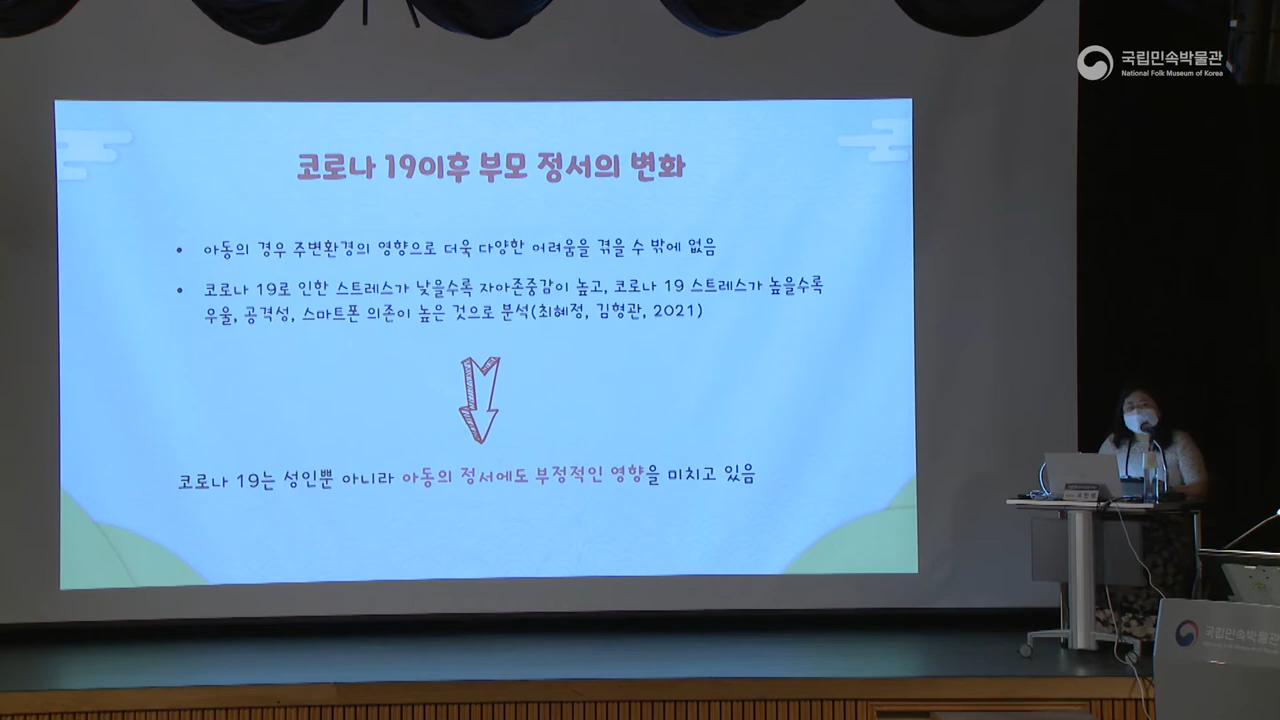 국립민속박물관
National Folk Museum of Korea
코로나 19이후 부모 정서의 변화
• 아동의 경우 주변환경의 영향으로 더욱 다양한 어려움을 겪을 수 밖에 없음
• 코로나 19로 인한 스트레스가 낮을수록 자아존중감이 높고, 코로나 19 스트레스가 높을수록
우울, 공격성, 스마트폰 의존이 높은 것으로 분석(최혜정, 김형관, 2021)
코로나 19는 성인뿐 아니라 아동의 정서에도 부정적인 영향을 미치고 있음
국립민속박물관
National Folk Museum of Korea